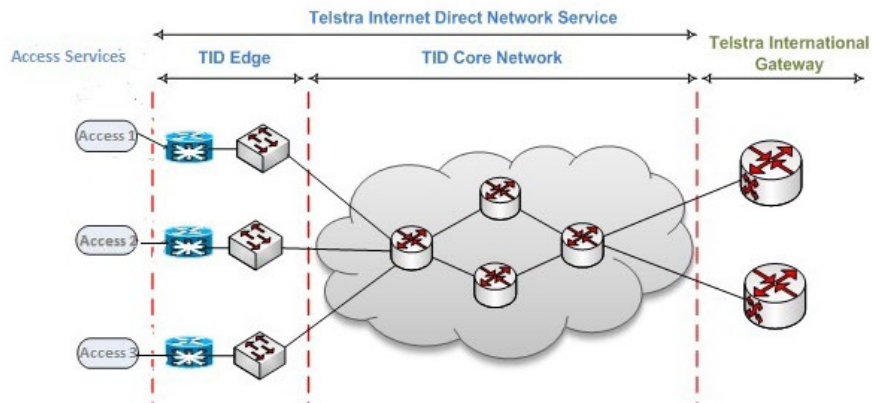 Telstra Internet Direct Network Service
Access Services
TID Edge
TID Core Network
Telstra International
Gateway
Access 1
Access 2
Access 3